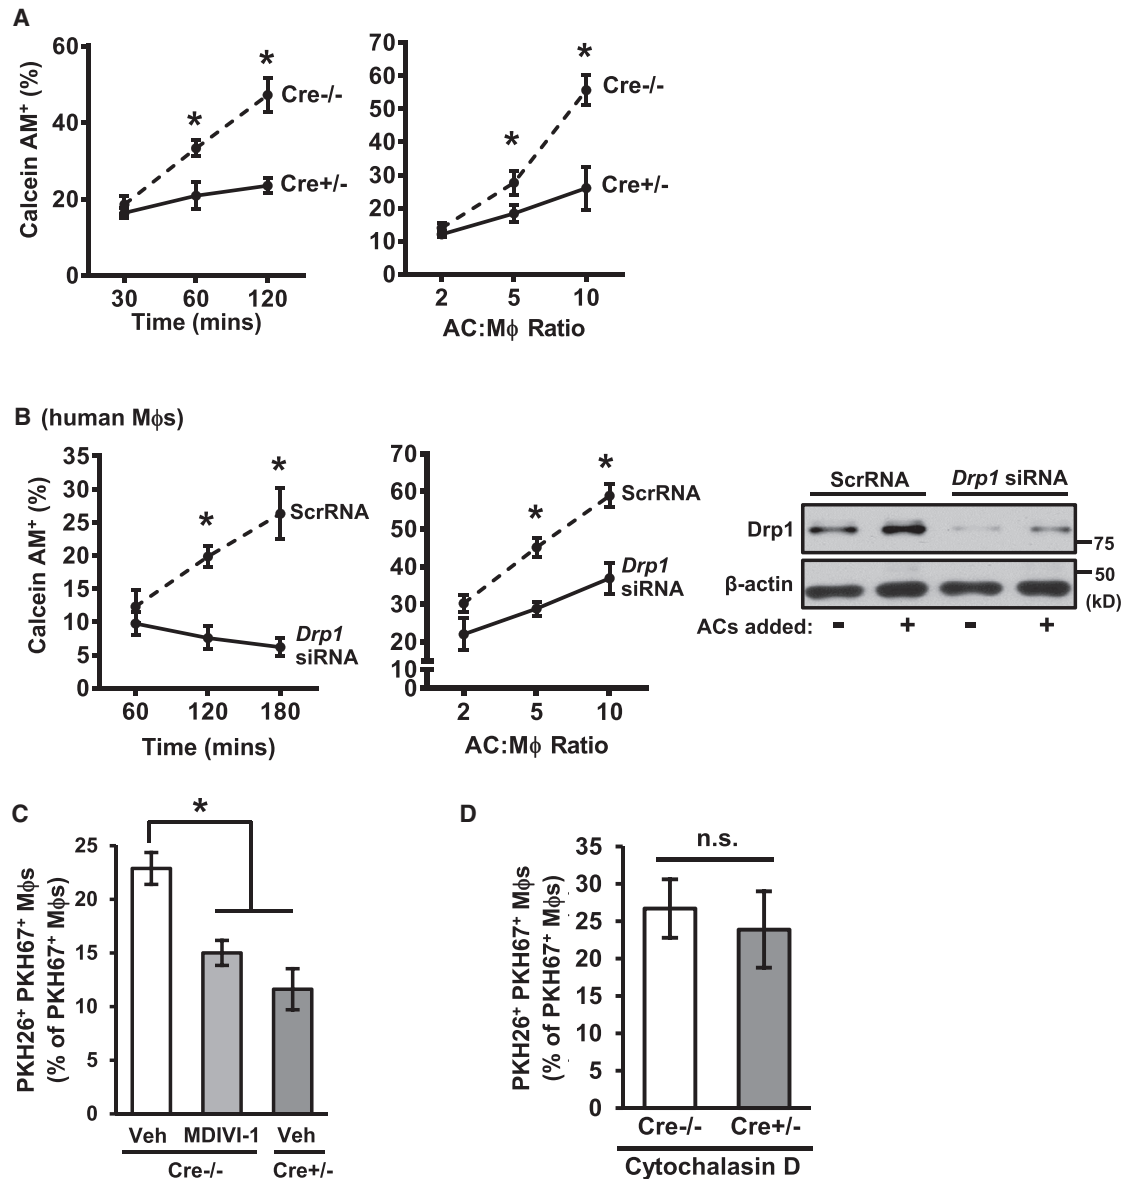 A
Calcein AM⁺ (%)
60
40
20
0
*
*
Cre-/-
Cre+/-
30 60 120
Time (mins)
70
60
50
40
30
20
10
0
*
*
Cre-/-
Cre+/-
2 5 10
AC:Mϕ Ratio
B (human Mϕs)
Calcein AM⁺ (%)
35
30
25
20
15
10
5
0
*
*
ScrRNA
Drp1
siRNA
60 120 180
Time (mins)
70
60
50
40
30
20
10
0
*
*
ScrRNA
Drp1
siRNA
2 5 10
AC:Mϕ Ratio
ScrRNA Drp1 siRNA
Drp1
75
β-actin
50
(kD)
ACs added: - + - +
C
PKH26⁺ PKH67⁺ Mϕs
(% of PKH67⁺ Mϕs)
25
20
15
10
5
0
*
Veh MDIVI-1 Veh
Cre-/- Cre+/-
D
PKH26⁺ PKH67⁺ Mϕs
(% of PKH67⁺ Mϕs)
35
30
25
20
15
10
5
0
n.s.
Cre-/- Cre+/-
Cytochalasin D